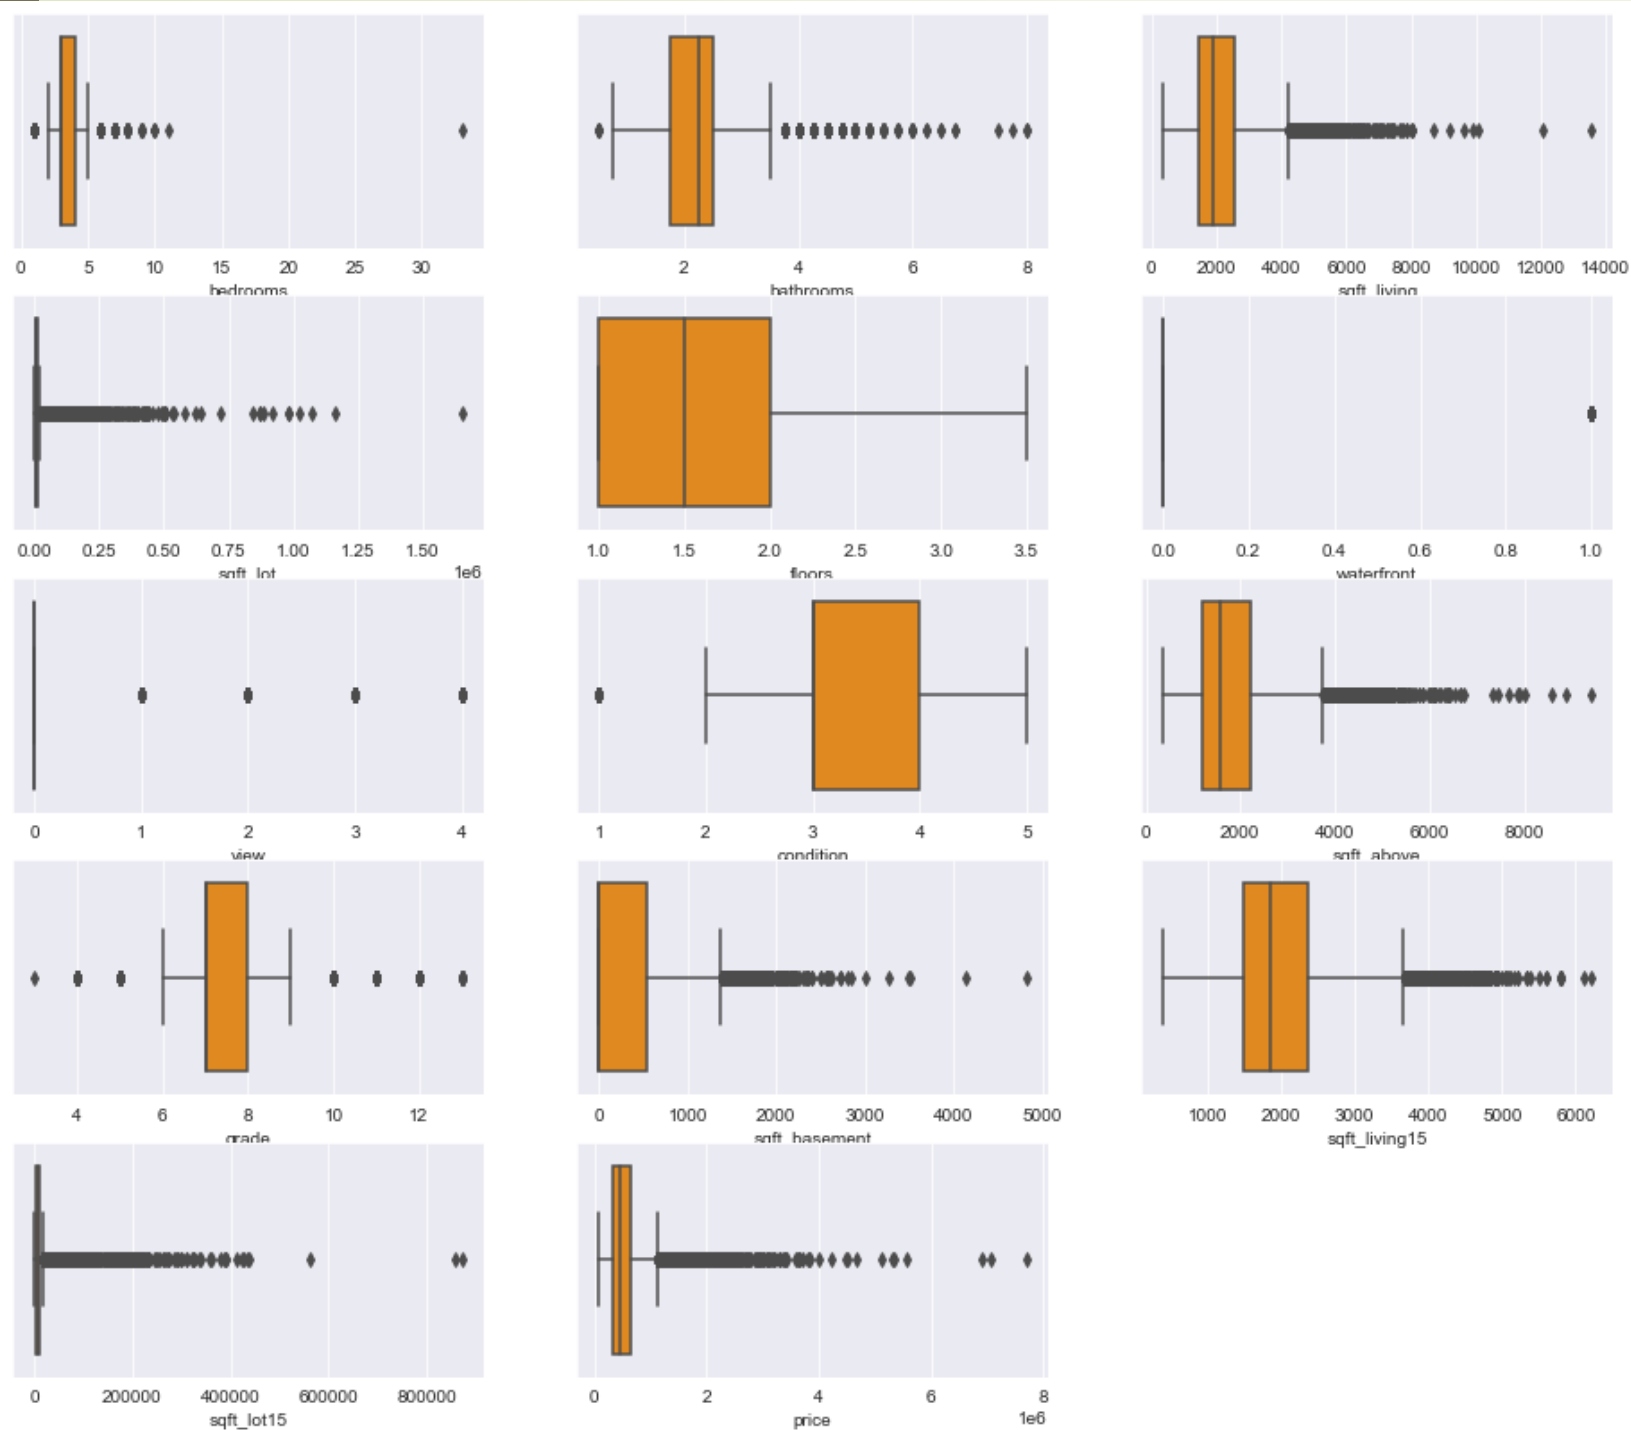 0 5 10 15 20 25 30
bedrooms
2 4 6 8
bathrooms
0 2000 4000 6000 8000 10000 12000 14000
sqft_living
0.00 0.25 0.50 0.75 1.00 1.25 1.50
sqft_lot 1e6
1.0 1.5 2.0 2.5 3.0 3.5
floors
0.0 0.2 0.4 0.6 0.8 1.0
waterfront
0 1 2 3 4
view
1 2 3 4 5
condition
0 2000 4000 6000 8000
sqft_above
4 6 8 10 12
grade
0 1000 2000 3000 4000 5000
sqft_basement
1000 2000 3000 4000 5000 6000
sqft_living15
0 200000 400000 600000 800000
sqft_lot15
0 2 4 6 8
price 1e6